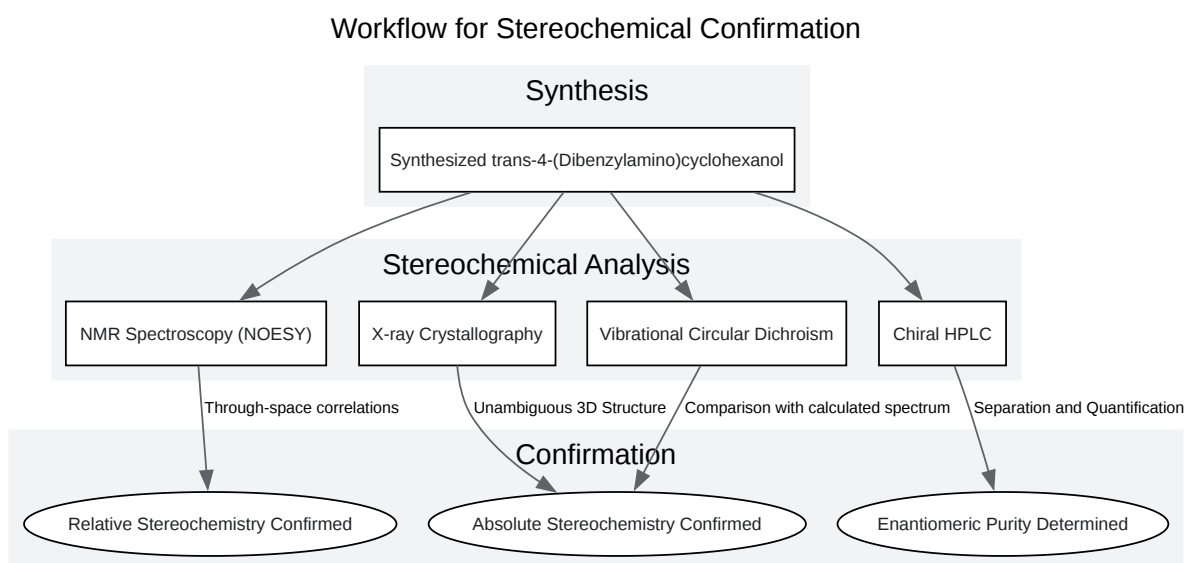 Workflow for Stereochemical Confirmation
Synthesis
Synthesized trans-4-(Dibenzylamino)cyclohexanol
Stereochemical Analysis
NMR Spectroscopy (NOESY)
X-ray Crystallography
Vibrational Circular Dichroism
Chiral HPLC
Through-space correlations
Unambiguous 3D Structure
Comparison with calculated spectrum
Separation and Quantification
Confirmation
Relative Stereochemistry Confirmed
Absolute Stereochemistry Confirmed
Enantiomeric Purity Determined